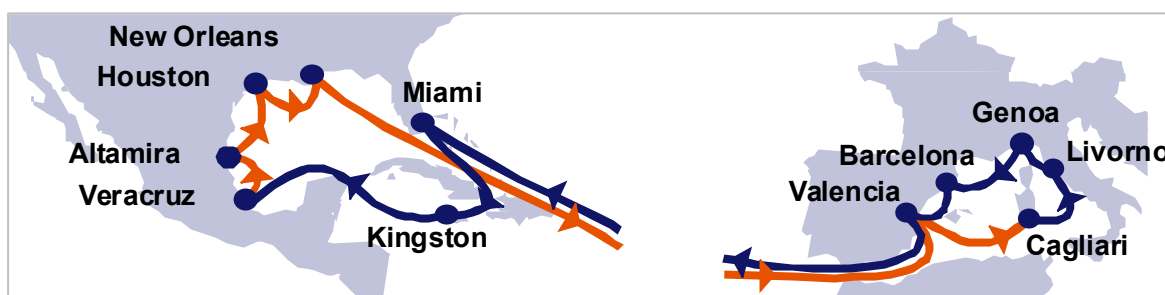 New Orleans
Houston
Miami
Altamira
Veracruz
Kingston
Genoa
Barcelona
Livorno
Valencia
Cagliari